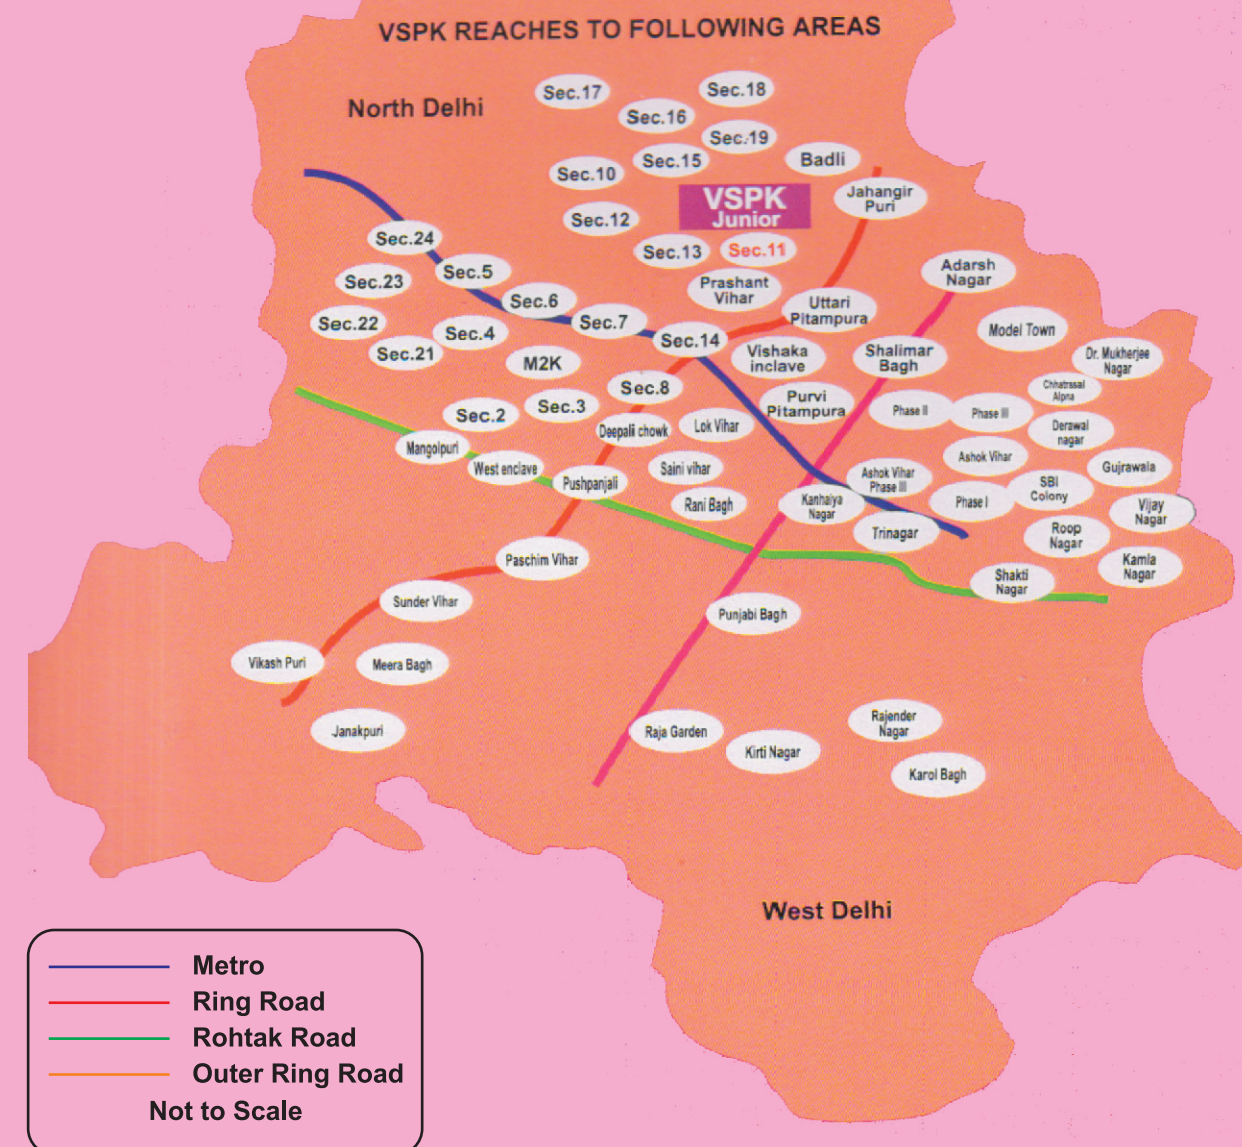 VSPK REACHES TO FOLLOWING AREAS
North Delhi
Sec.17
Sec.18
Sec.16
Sec.19
Sec.15
Badli
Sec.10
VSPK
Junior
Jahangir
Puri
Sec.12
Sec.24
Sec.13
Sec.11
Sec.5
Adarsh
Nagar
Sec.23
Prashant
Vihar
Sec.6
Uttari
Pitampura
Sec.22
Sec.4
Sec.7
Sec.14
Model Town
Sec.21
M2K
Vishaka
inclave
Shalimar
Bagh
Dr. Mukherjee
Nagar
Sec.8
Chhatrasal
Alpna
Sec.2
Sec.3
Purvi
Pitampura
Phase II
Phase III
Deepali chowk
Lok Vihar
Derawal
nagar
Mangolpuri
West enclave
Pushpanjali
Saini vihar
Ashok Vihar
Phase III
Ashok Vihar
Gujrawala
Rani Bagh
Kanhaiya
Nagar
Phase I
SBI
Colony
Vijay
Nagar
Trinagar
Roop
Nagar
Paschim Vihar
Kamla
Nagar
Shakti
Nagar
Sunder Vihar
Punjabi Bagh
Vikash Puri
Meera Bagh
Janakpuri
Raja Garden
Kirti Nagar
Rajender
Nagar
Karol Bagh
West Delhi
Metro
Ring Road
Rohtak Road
Outer Ring Road
Not to Scale